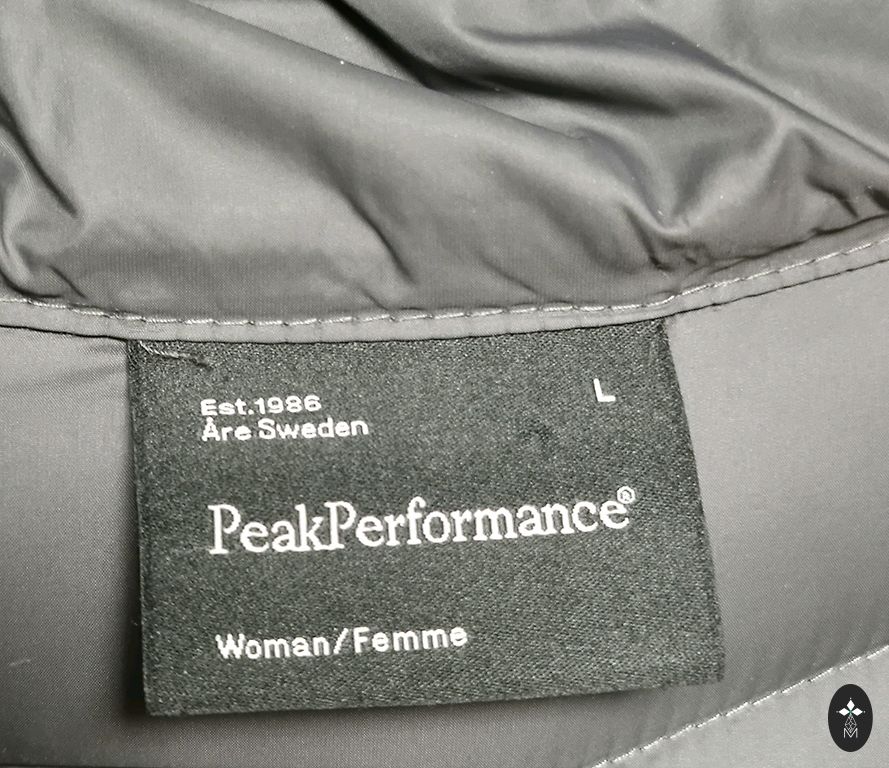 Est.1986
L
Åre Sweden
PeakPerformance®
Woman/Femme
M